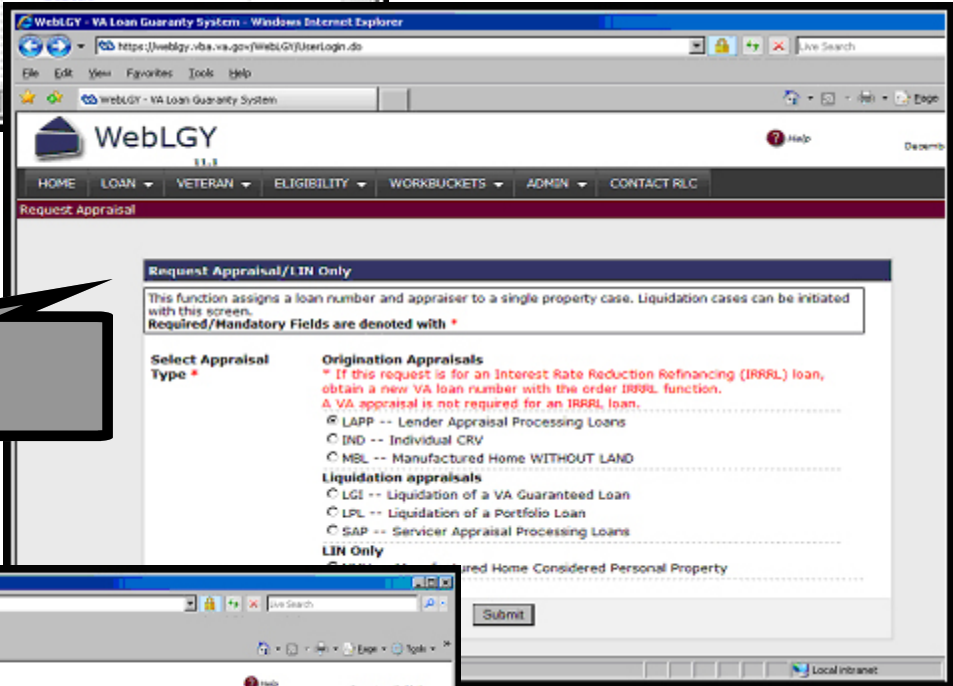 WebLGY - VA Loan Guaranty System - Windows Internet Explorer
https://weblgy.vba.va.gov/WebLGY/UserLogin.do
Live Search
File Edit View Favorites Tools Help
WebLGY - VA Loan Guaranty System
Page
WebLGY
11.1
Help
Decemb
HOME LOAN VETERAN ELIGIBILITY WORKBUCKETS ADMIN CONTACT RLC
Request Appraisal
Request Appraisal/LIN Only
This function assigns a loan number and appraiser to a single property case. Liquidation cases can be initiated
with this screen.
Required/Mandatory Fields are denoted with *
Select Appraisal
Type *
Origination Appraisals
* If this request is for an Interest Rate Reduction Refinancing (IRRRL) loan,
obtain a new VA loan number with the order IRRRL function.
A VA appraisal is not required for an IRRRL loan.
LAPP -- Lender Appraisal Processing Loans
IND -- Individual CRV
MBL -- Manufactured Home WITHOUT LAND
Liquidation appraisals
LGI -- Liquidation of a VA Guaranteed Loan
LPL -- Liquidation of a Portfolio Loan
SAP -- Servicer Appraisal Processing Loans
LIN Only
ured Home Considered Personal Property
Submit
Local intranet
Live Search
Page Tools
Help